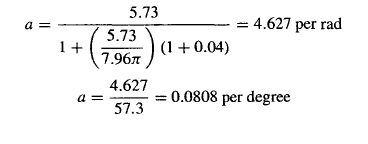 a = 5.73 / (1 + (5.73 / 7.96π) (1 + 0.04)) = 4.627 per rad
a = 4.627 / 57.3 = 0.0808 per degree